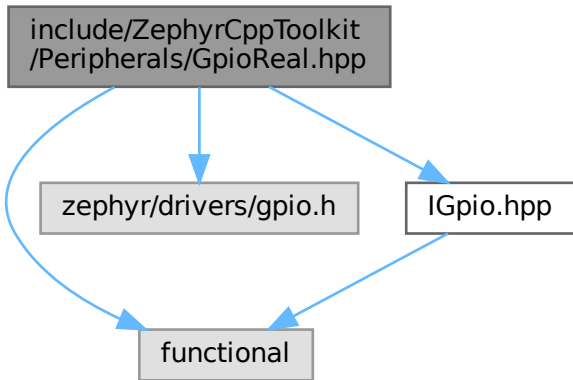 include/ZephyrCppToolkit
/Peripherals/GpioReal.hpp
zephyr/drivers/gpio.h
IGpio.hpp
functional